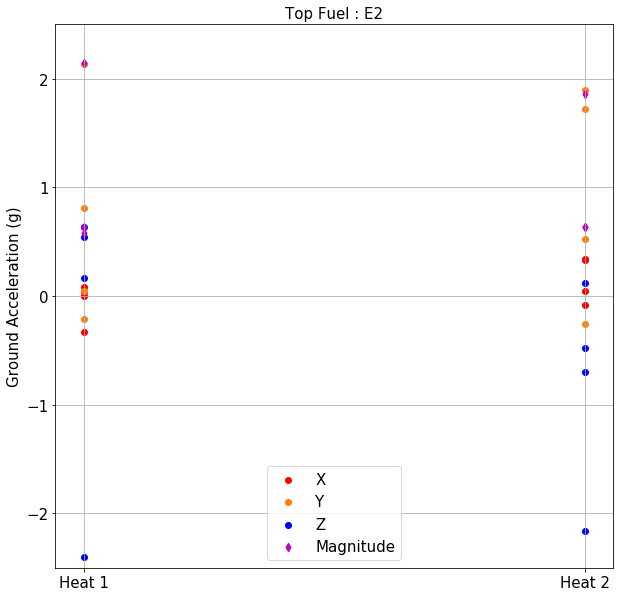 Top Fuel : E2
Ground Acceleration (g)
2
1
0
−1
−2
X
Y
Z
Magnitude
Heat 1
Heat 2